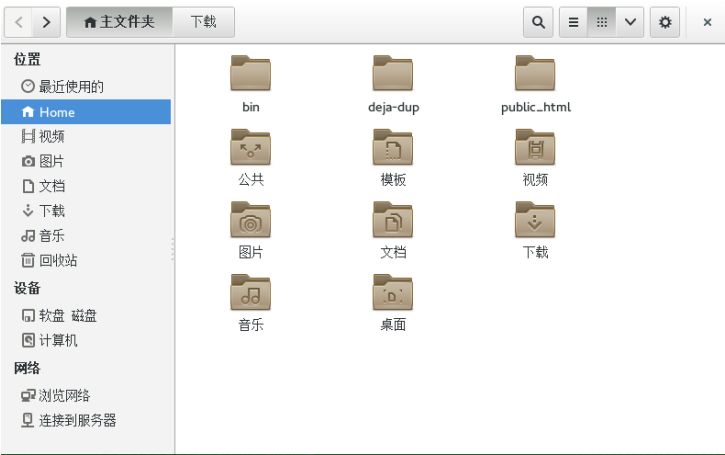 主文件夹 下载
位置
最近使用的
Home
视频
图片
文档
下载
音乐
回收站
设备
软盘 磁盘
计算机
网络
浏览网络
连接到服务器
bin deja-dup public_html
公共 模板 视频
图片 文档 下载
音乐 桌面